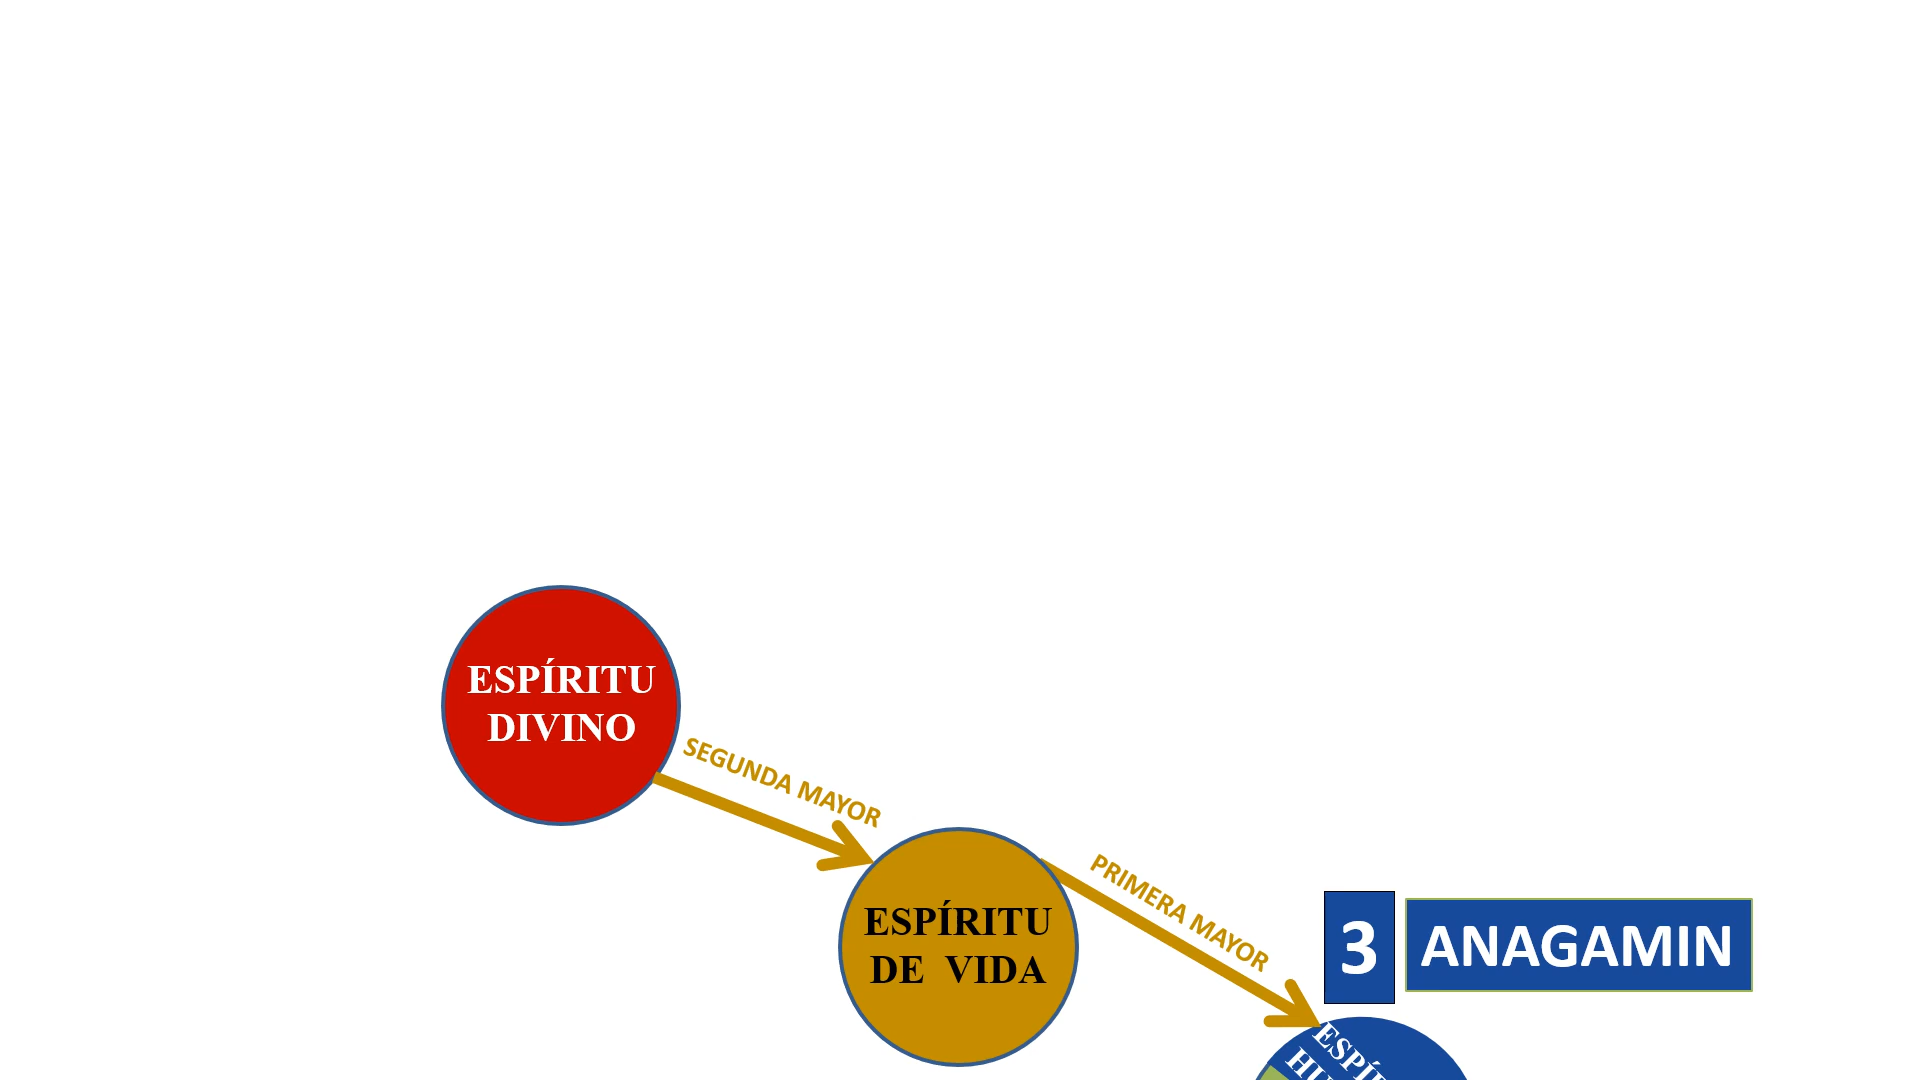 ESPÍRITU
DIVINO
SEGUNDA MAYOR
ESPÍRITU
DE VIDA
PRIMERA MAYOR
3
ANAGAMIN